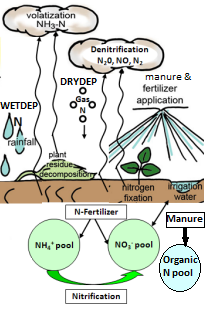 volatization
NH₃-N
Denitrification
N₂0, NO, N₂
DRYDEP
Gas
N
manure &
fertilizer
application
WETDEP
N
rainfall
plant
residue
decomposition
nitrogen
fixation
irrigation
water
N-Fertilizer
Manure
NH₄⁺ pool
NO₃⁻ pool
Organic
N pool
Nitrification